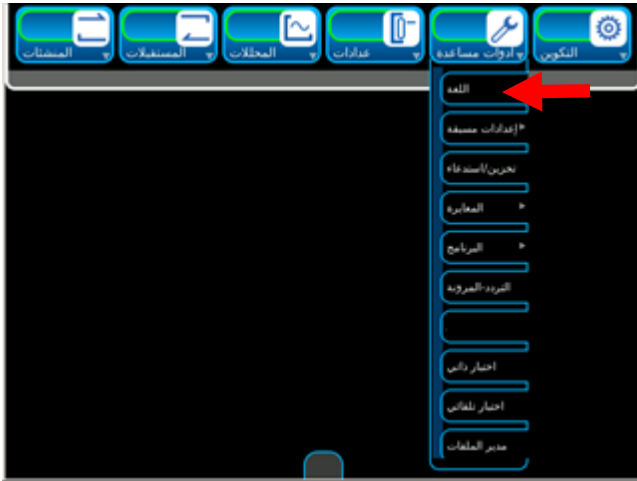 التكوين
أدوات مساعدة
عدادات
المحللات
المستقبلات
المنشئات
اللغة
إعدادات مسبقة
تخزين/استدعاء
المعايرة
البرنامج
التردد-المرؤية
اختبار ذاتي
اختبار تلقائي
مدير الملفات